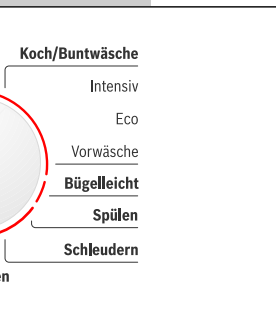 Koch/Buntwäsche
Intensiv
Eco
Vorwäsche
Bügelleicht
Spülen
Schleudern